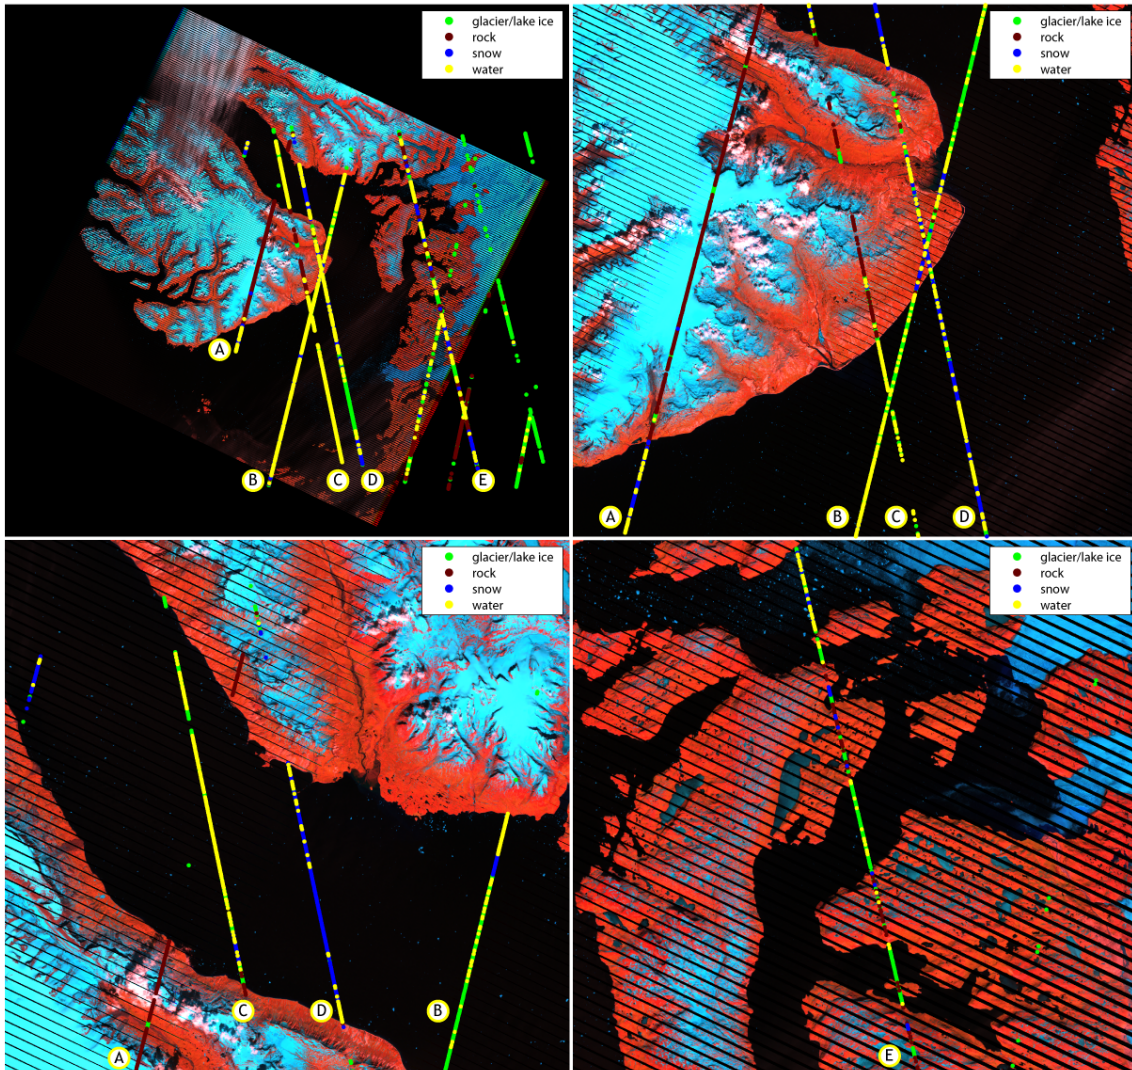 glacier/lake ice
rock
snow
water
A
B
C
D
E
glacier/lake ice
rock
snow
water
A
B
C
D
glacier/lake ice
rock
snow
water
C
D
B
A
glacier/lake ice
rock
snow
water
E